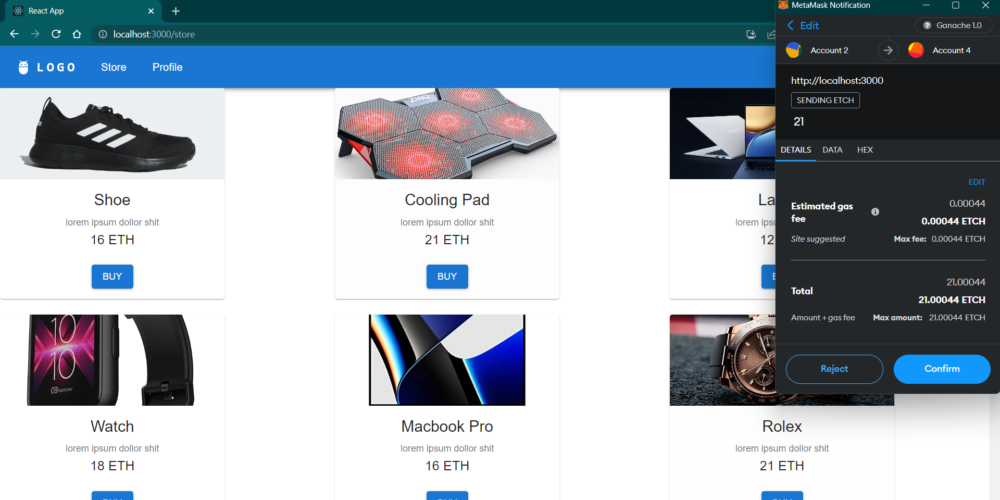 React App
localhost:3000/store
LOGO
Store
Profile
ZINQ
Shoe
lorem ipsum dollor shit
16 ETH
BUY
Cooling Pad
lorem ipsum dollor shit
21 ETH
BUY
La
lorem ipsu
12
10
10
09 MONDAY
Watch
lorem ipsum dollor shit
18 ETH
BUY
Macbook Pro
lorem ipsum dollor shit
16 ETH
BUY
Rolex
lorem ipsum dollor shit
21 ETH
BUY
MetaMask Notification
Edit
Ganache 1.0
Account 2
Account 4
http://localhost:3000
SENDING ETCH
21
DETAILS DATA HEX
EDIT
Estimated gas fee
0.00044
0.00044 ETCH
Site suggested
Max fee: 0.00044 ETCH
Total
21.00044
21.00044 ETCH
Amount + gas fee
Max amount: 21.00044 ETCH
Reject
Confirm